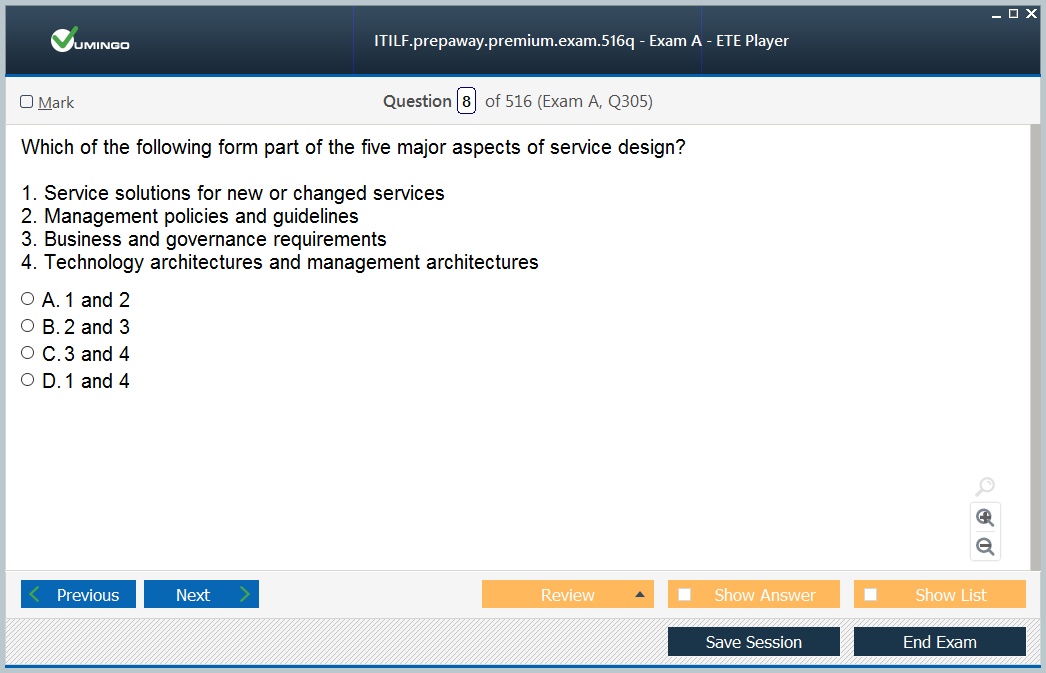 VUMINGO
ITILF.prepaway.premium.exam.516q - Exam A - ETE Player
Mark
Question 8 of 516 (Exam A, Q305)
Which of the following form part of the five major aspects of service design?
1. Service solutions for new or changed services
2. Management policies and guidelines
3. Business and governance requirements
4. Technology architectures and management architectures
A. 1 and 2
B. 2 and 3
C. 3 and 4
D. 1 and 4
Previous Next Review Show Answer Show List
Save Session End Exam